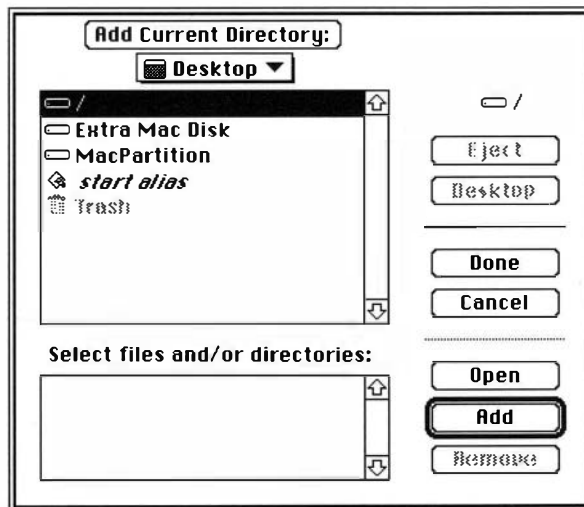 Add Current Directory:
Desktop
/
Extra Mac Disk
MacPartition
start alias
Trash
/
Eject
Desktop
Done
Cancel
Select files and/or directories:
Open
Add
Remove